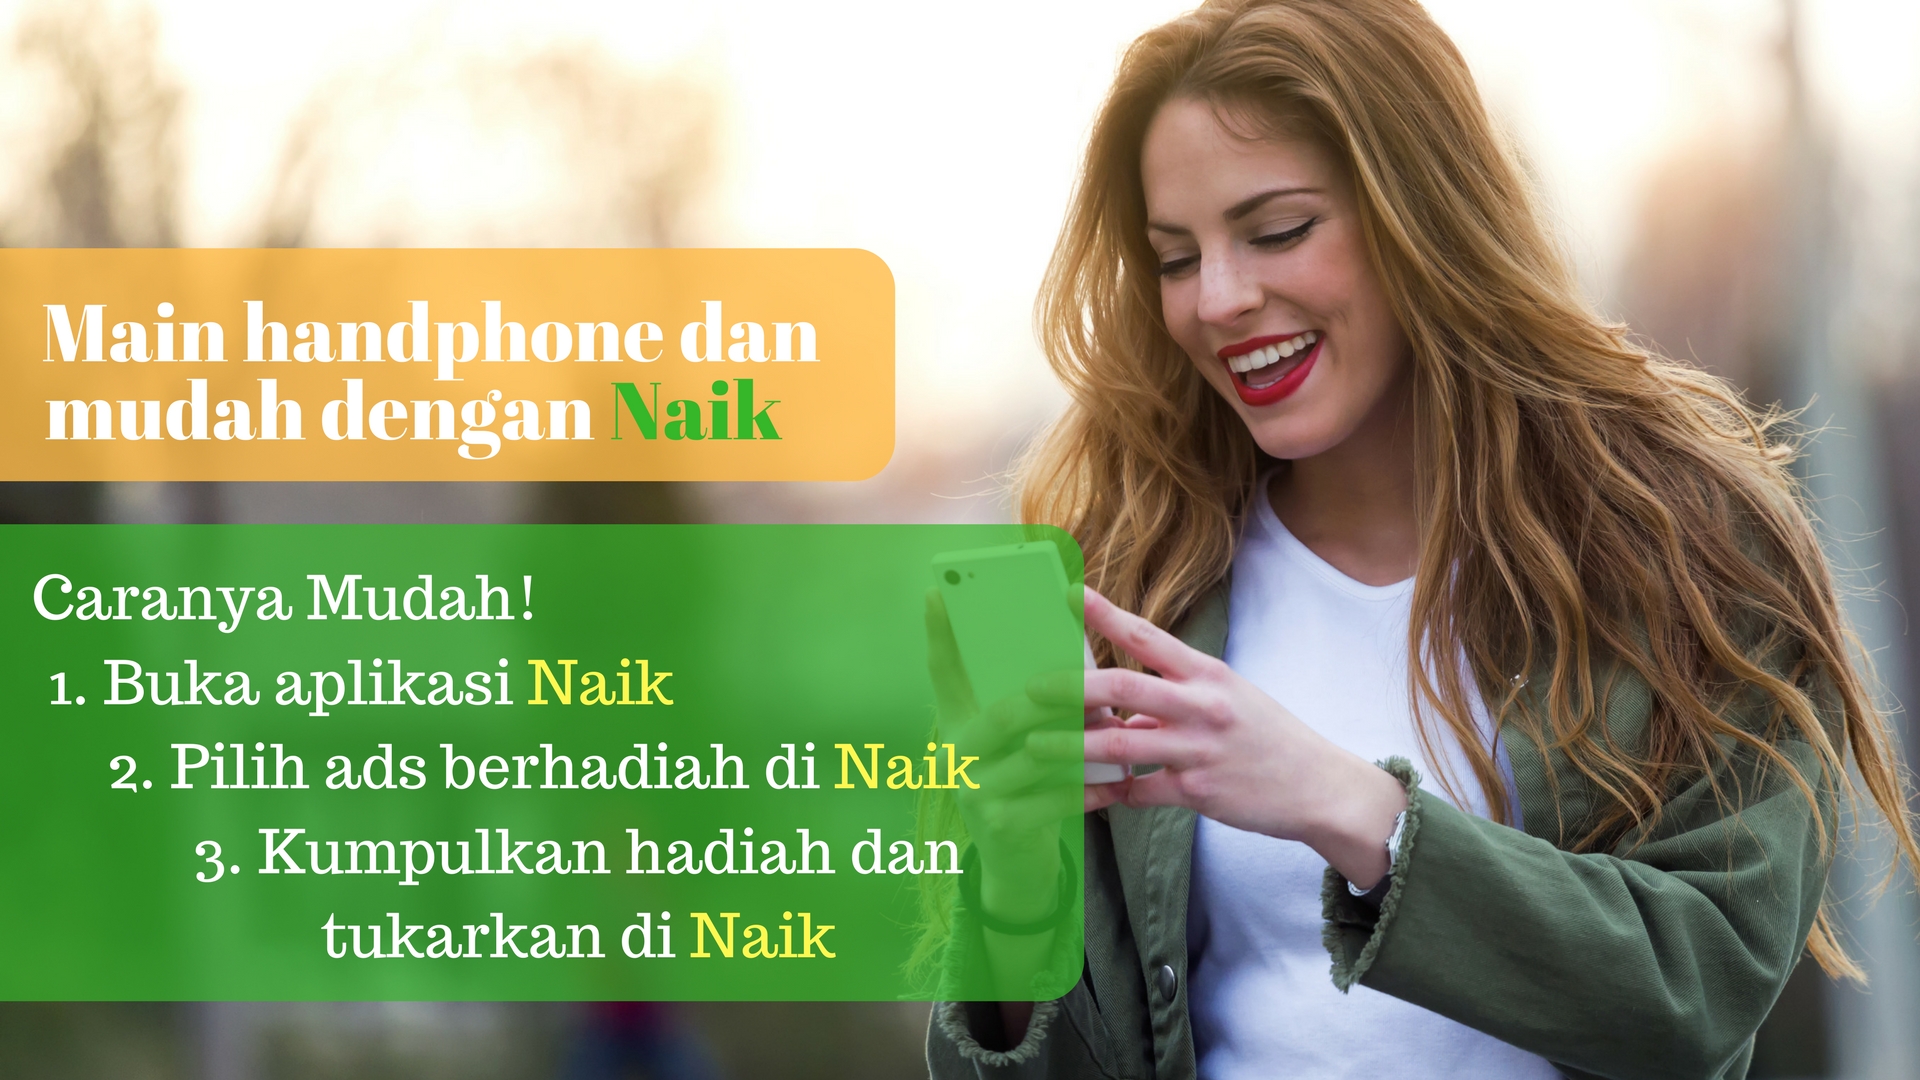 Main handphone dan
mudah dengan Naik
Caranya Mudah!
1. Buka aplikasi Naik
2. Pilih ads berhadiah di Naik
3. Kumpulkan hadiah dan
tukarkan di Naik